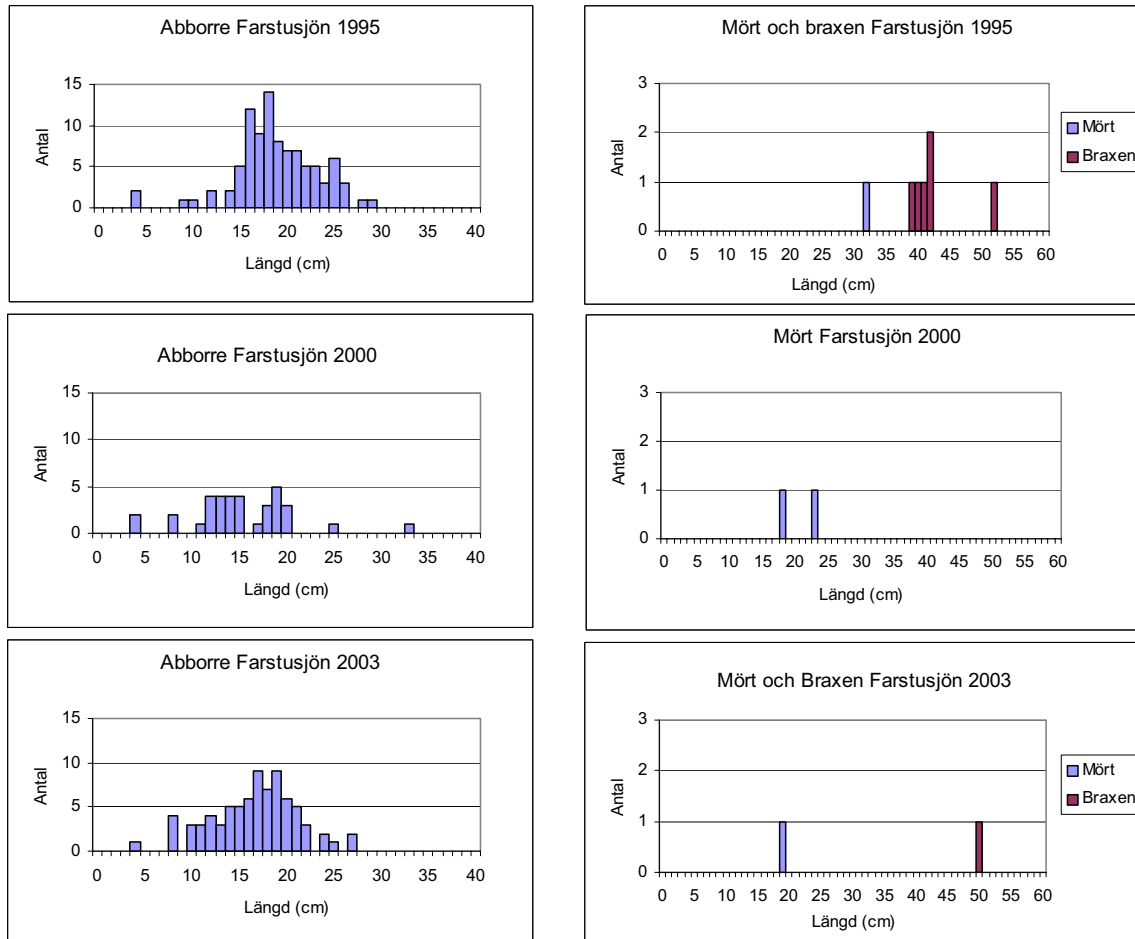 Abborre Farstusjön 1995
15
10
5
0
Antal
0 5 10 15 20 25 30 35 40
Längd (cm)
Mört och braxen Farstusjön 1995
3
2
1
0
Antal
0 5 10 15 20 25 30 35 40 45 50 55 60
Längd (cm)
Mört
Braxen
Abborre Farstusjön 2000
15
10
5
0
Antal
0 5 10 15 20 25 30 35 40
Längd (cm)
Mört Farstusjön 2000
3
2
1
0
Antal
0 5 10 15 20 25 30 35 40 45 50 55 60
Längd (cm)
Abborre Farstusjön 2003
15
10
5
0
Antal
0 5 10 15 20 25 30 35 40
Längd (cm)
Mört och Braxen Farstusjön 2003
3
2
1
0
Antal
0 5 10 15 20 25 30 35 40 45 50 55 60
Längd (cm)
Mört
Braxen